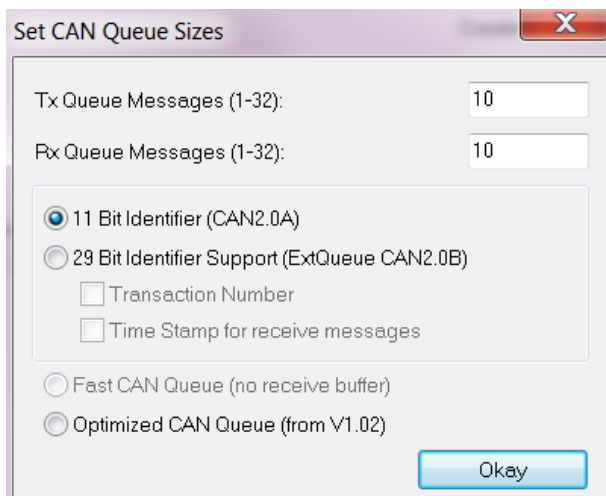 Set CAN Queue Sizes
Tx Queue Messages (1-32): 10
Rx Queue Messages (1-32): 10
11 Bit Identifier (CAN2.0A)
29 Bit Identifier Support (ExtQueue CAN2.0B)
Transaction Number
Time Stamp for receive messages
Fast CAN Queue (no receive buffer)
Optimized CAN Queue (from V1.02)
Okay